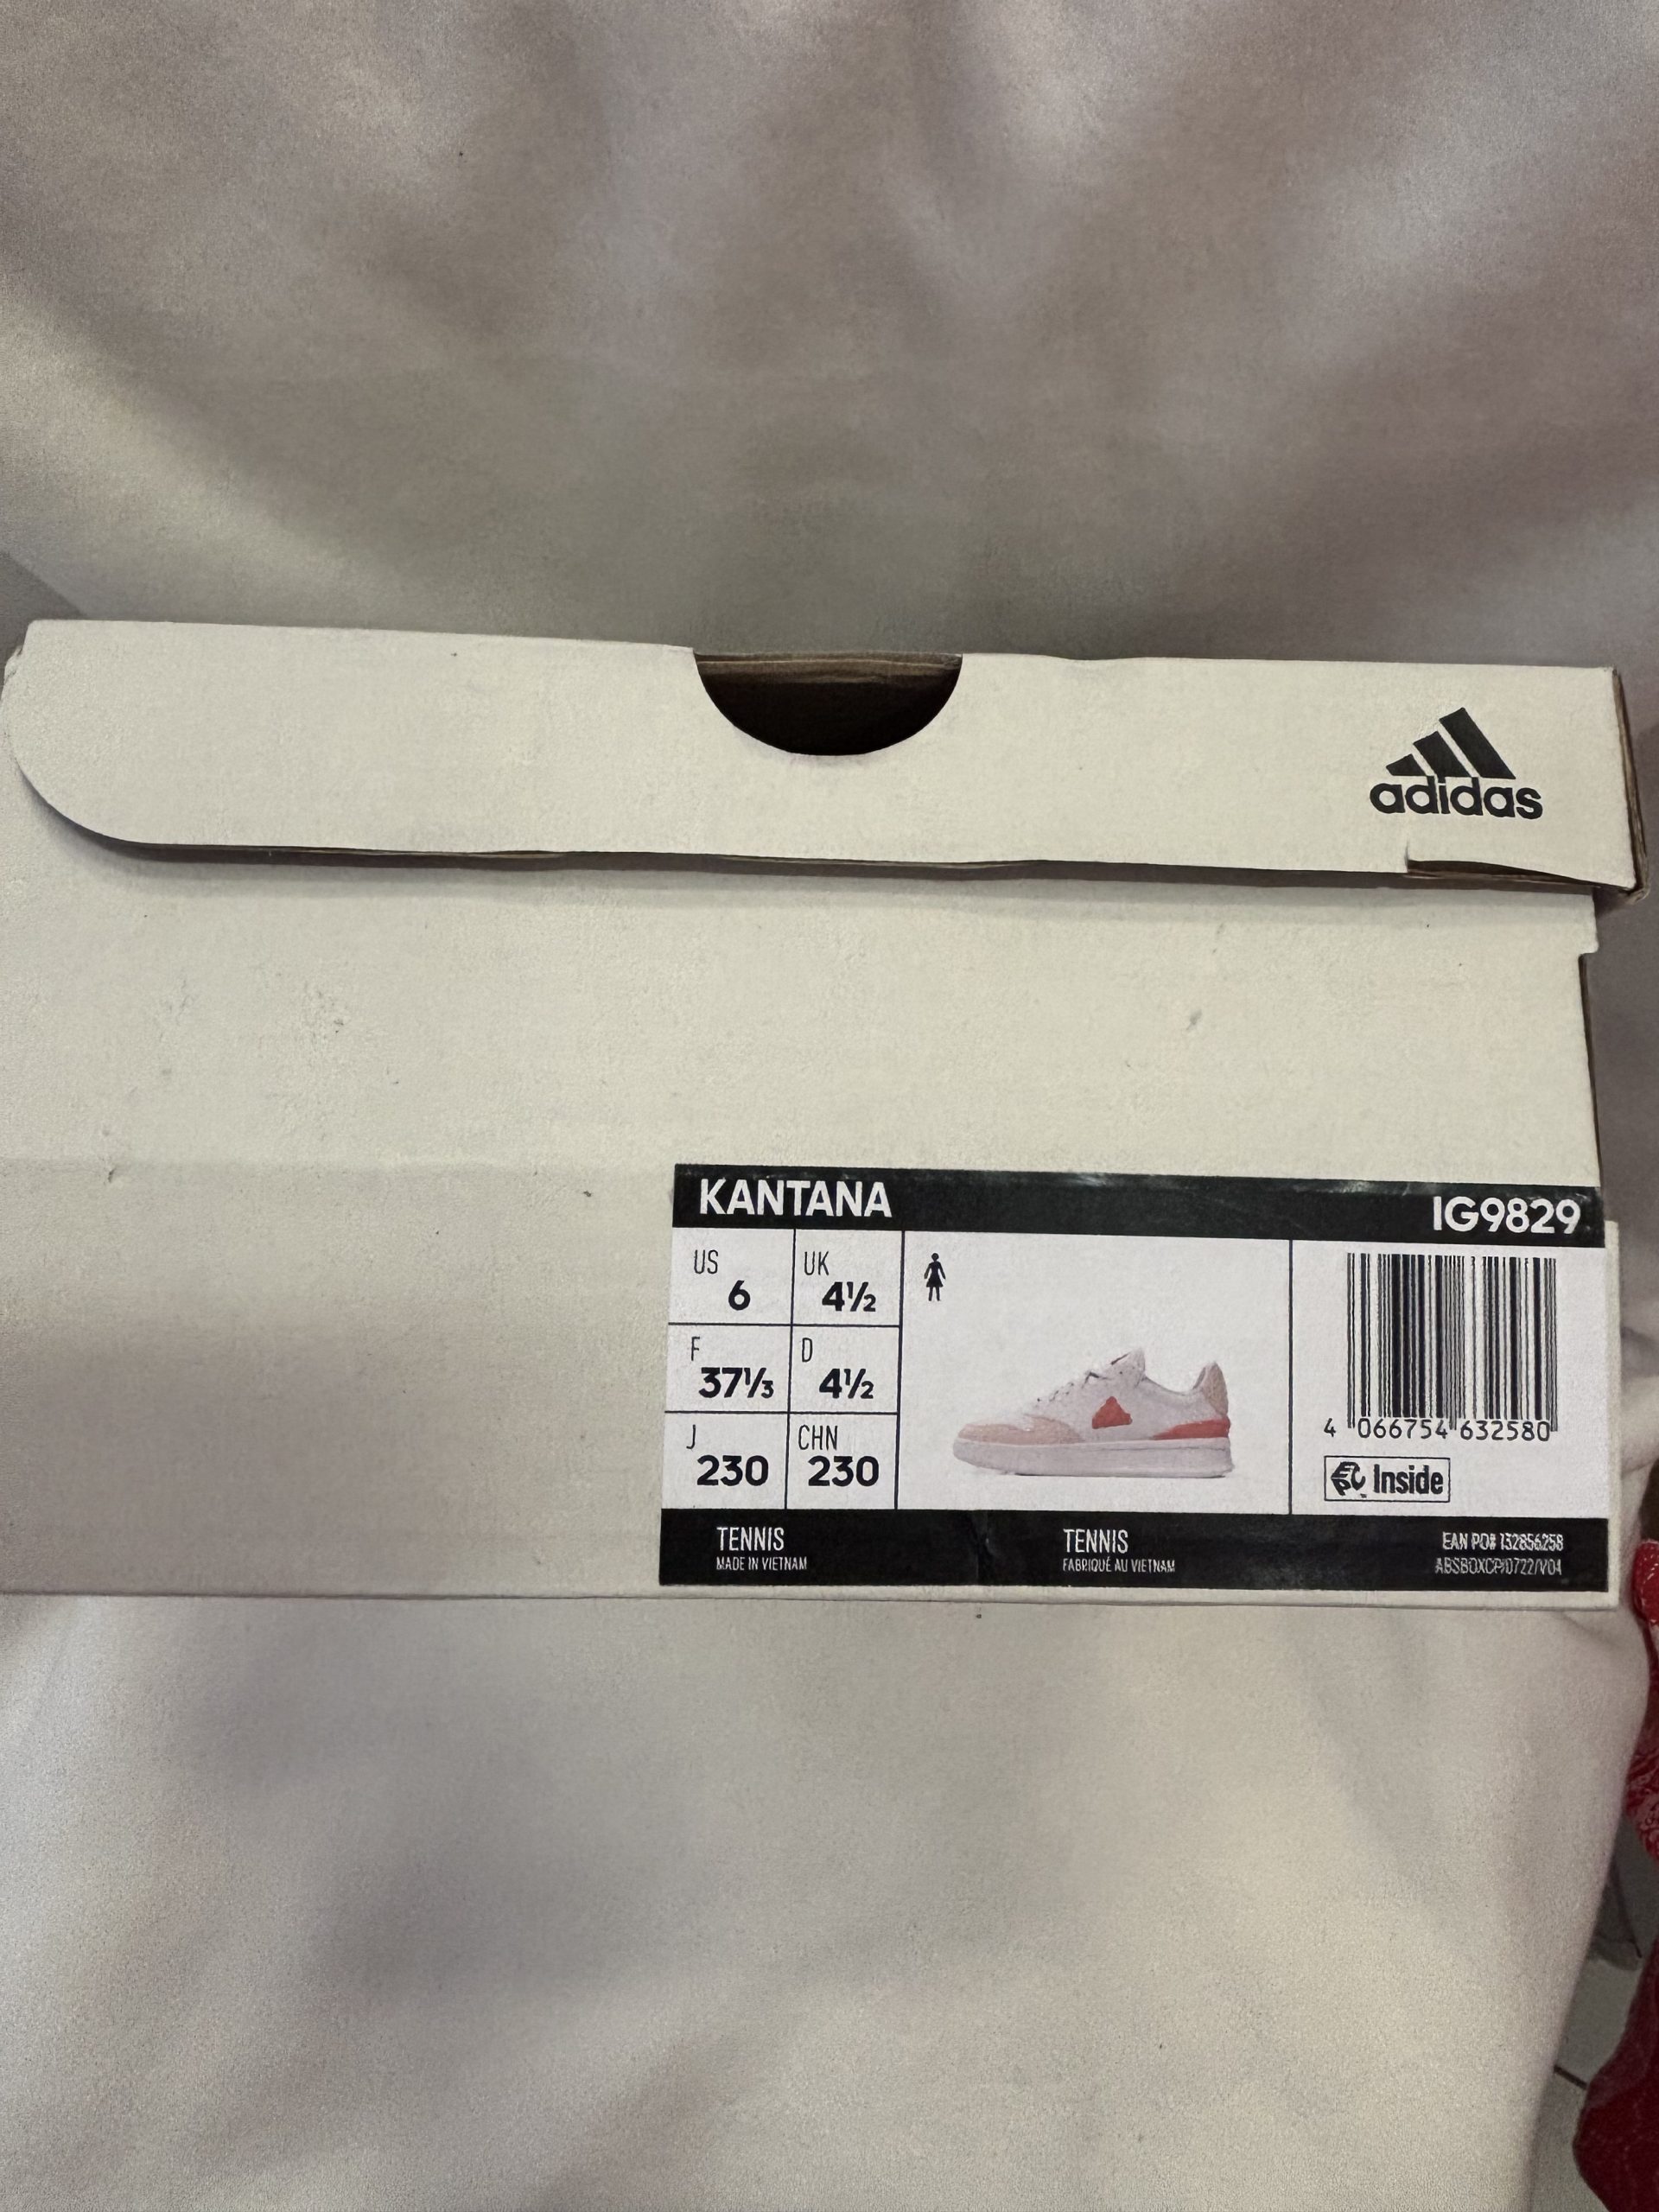 adidas
KANTANA
IG9829
US
6
UK
4½
F
37⅓
D
4½
J
230
CHN
230
4 066754 632580
EPC Inside
TENNIS
MADE IN VIETNAM
TENNIS
FABRIQUÉ AU VIETNAM
EAN PO# 132856258
ABSBOXCP/0722/V04